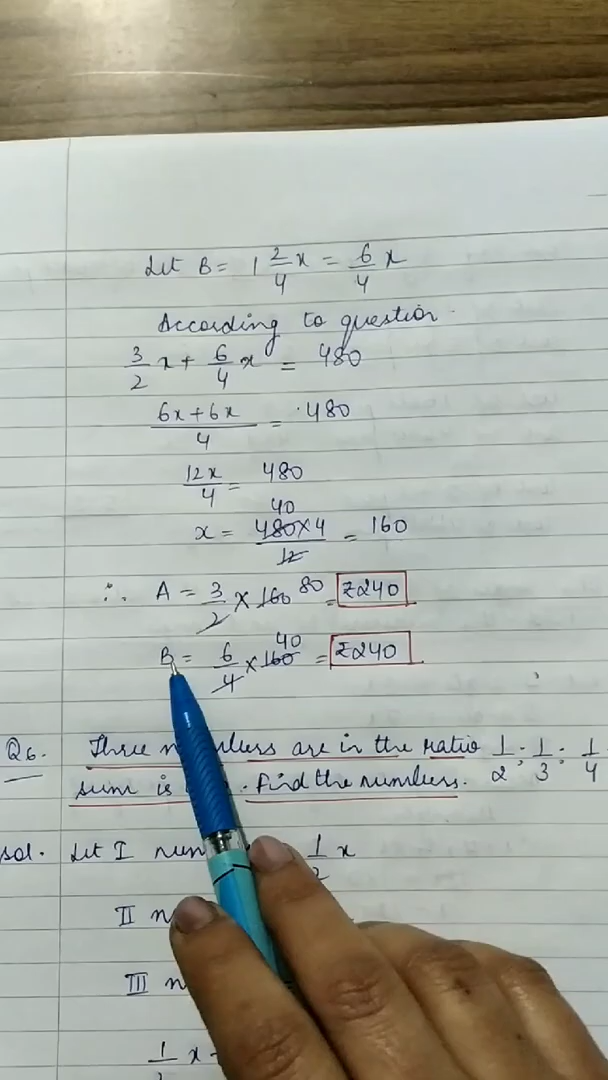 Let B = 1 2/4 x = 6/4 x
According to question.
3/2 x + 6/4 x = 480
6x+6x/4 = 480
12x/4 = 480
40
x = 480×4/12 = 160
∴ A = 3/2 × 160 80 = ₹240
40
B = 6/4 × 160 = ₹240
Q6. Three numbers are in the ratio 1/2 : 1/3 : 1/4
sum is . Find the numbers.
sol. Let I 1/2 x
II
III
1/2 x